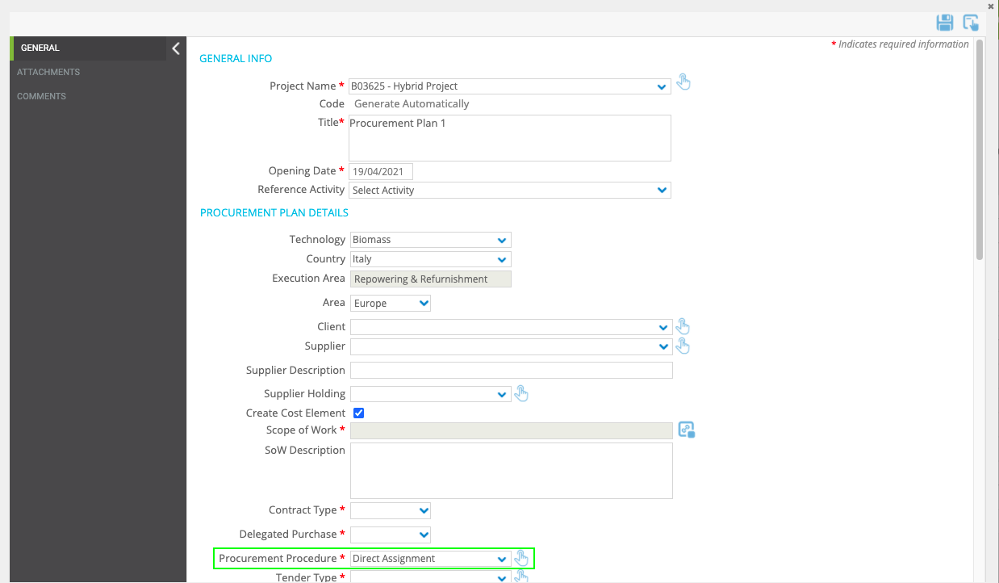 GENERAL
ATTACHMENTS
COMMENTS
* Indicates required information
GENERAL INFO
Project Name * B03625 - Hybrid Project
Code Generate Automatically
Title* Procurement Plan 1
Opening Date * 19/04/2021
Reference Activity Select Activity
PROCUREMENT PLAN DETAILS
Technology Biomass
Country Italy
Execution Area Repowering & Refurnishment
Area Europe
Client
Supplier
Supplier Description
Supplier Holding
Create Cost Element
Scope of Work *
SoW Description
Contract Type *
Delegated Purchase *
Procurement Procedure * Direct Assignment
Tender Type *